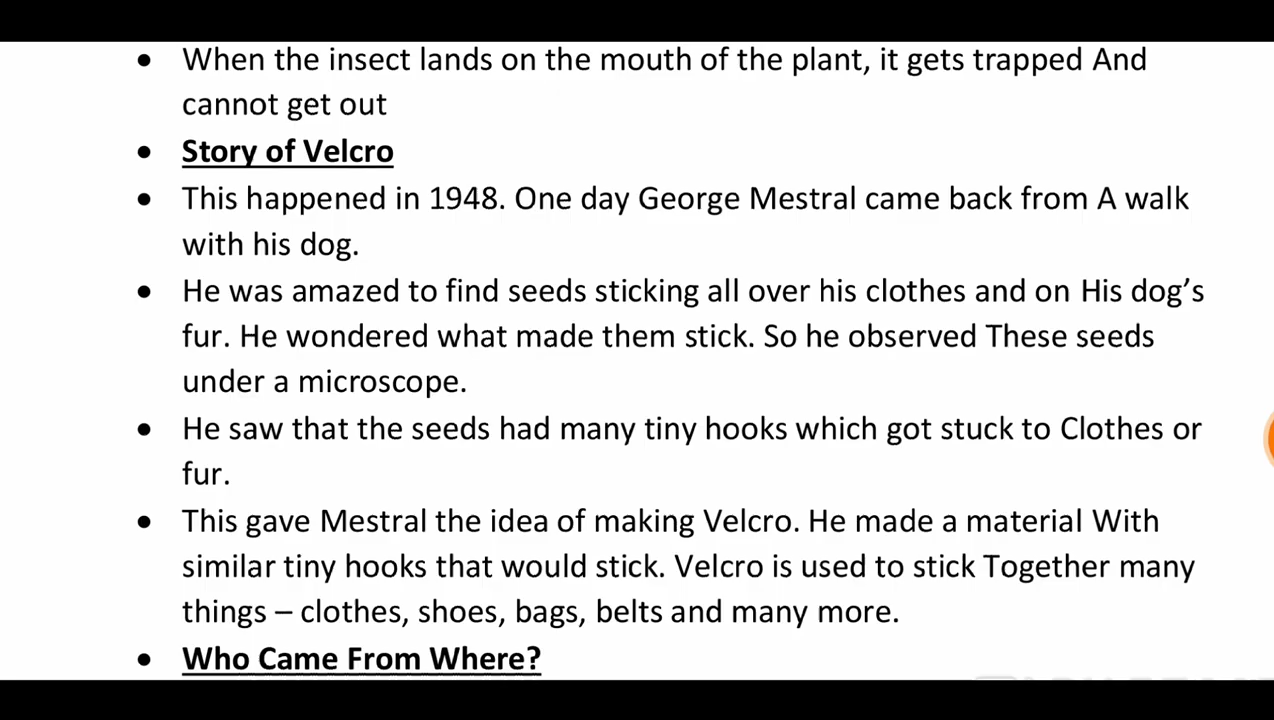 • When the insect lands on the mouth of the plant, it gets trapped And
cannot get out
• Story of Velcro
• This happened in 1948. One day George Mestral came back from A walk
with his dog.
• He was amazed to find seeds sticking all over his clothes and on His dog’s
fur. He wondered what made them stick. So he observed These seeds
under a microscope.
• He saw that the seeds had many tiny hooks which got stuck to Clothes or
fur.
• This gave Mestral the idea of making Velcro. He made a material With
similar tiny hooks that would stick. Velcro is used to stick Together many
things – clothes, shoes, bags, belts and many more.
• Who Came From Where?